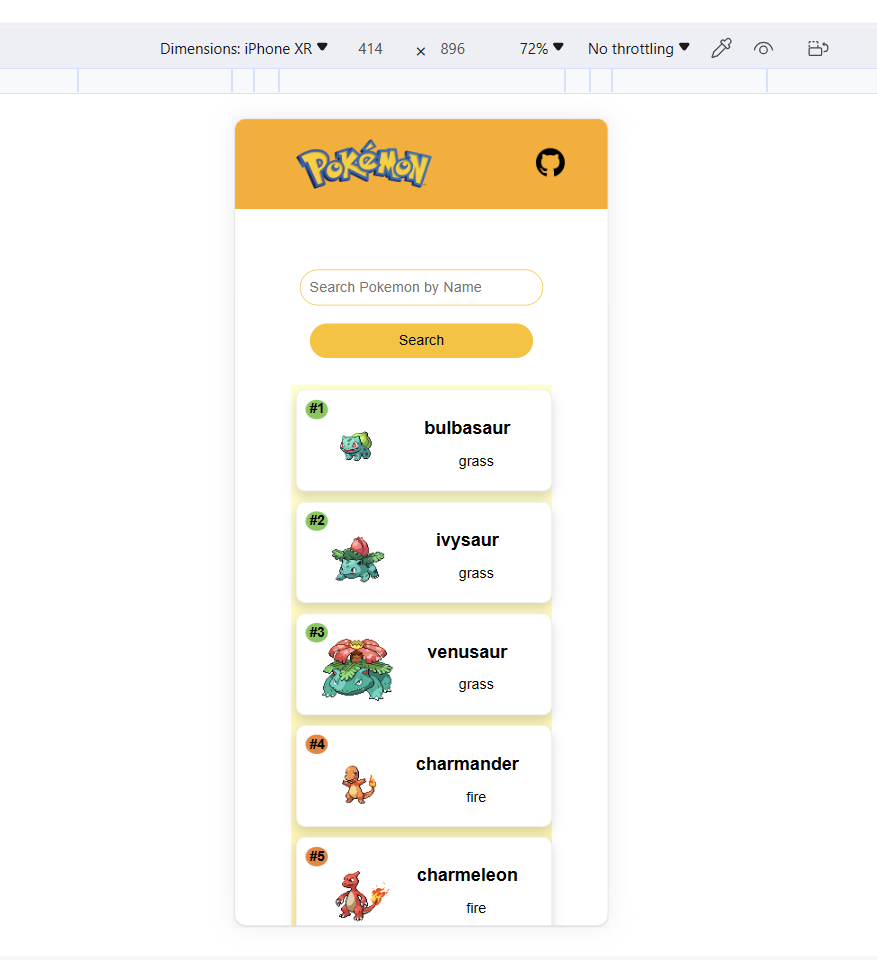 Dimensions: iPhone XR 414 × 896 72% No throttling
POKéMON
Search Pokemon by Name
Search
#1
bulbasaur
grass
#2
ivysaur
grass
#3
venusaur
grass
#4
charmander
fire
#5
charmeleon
fire